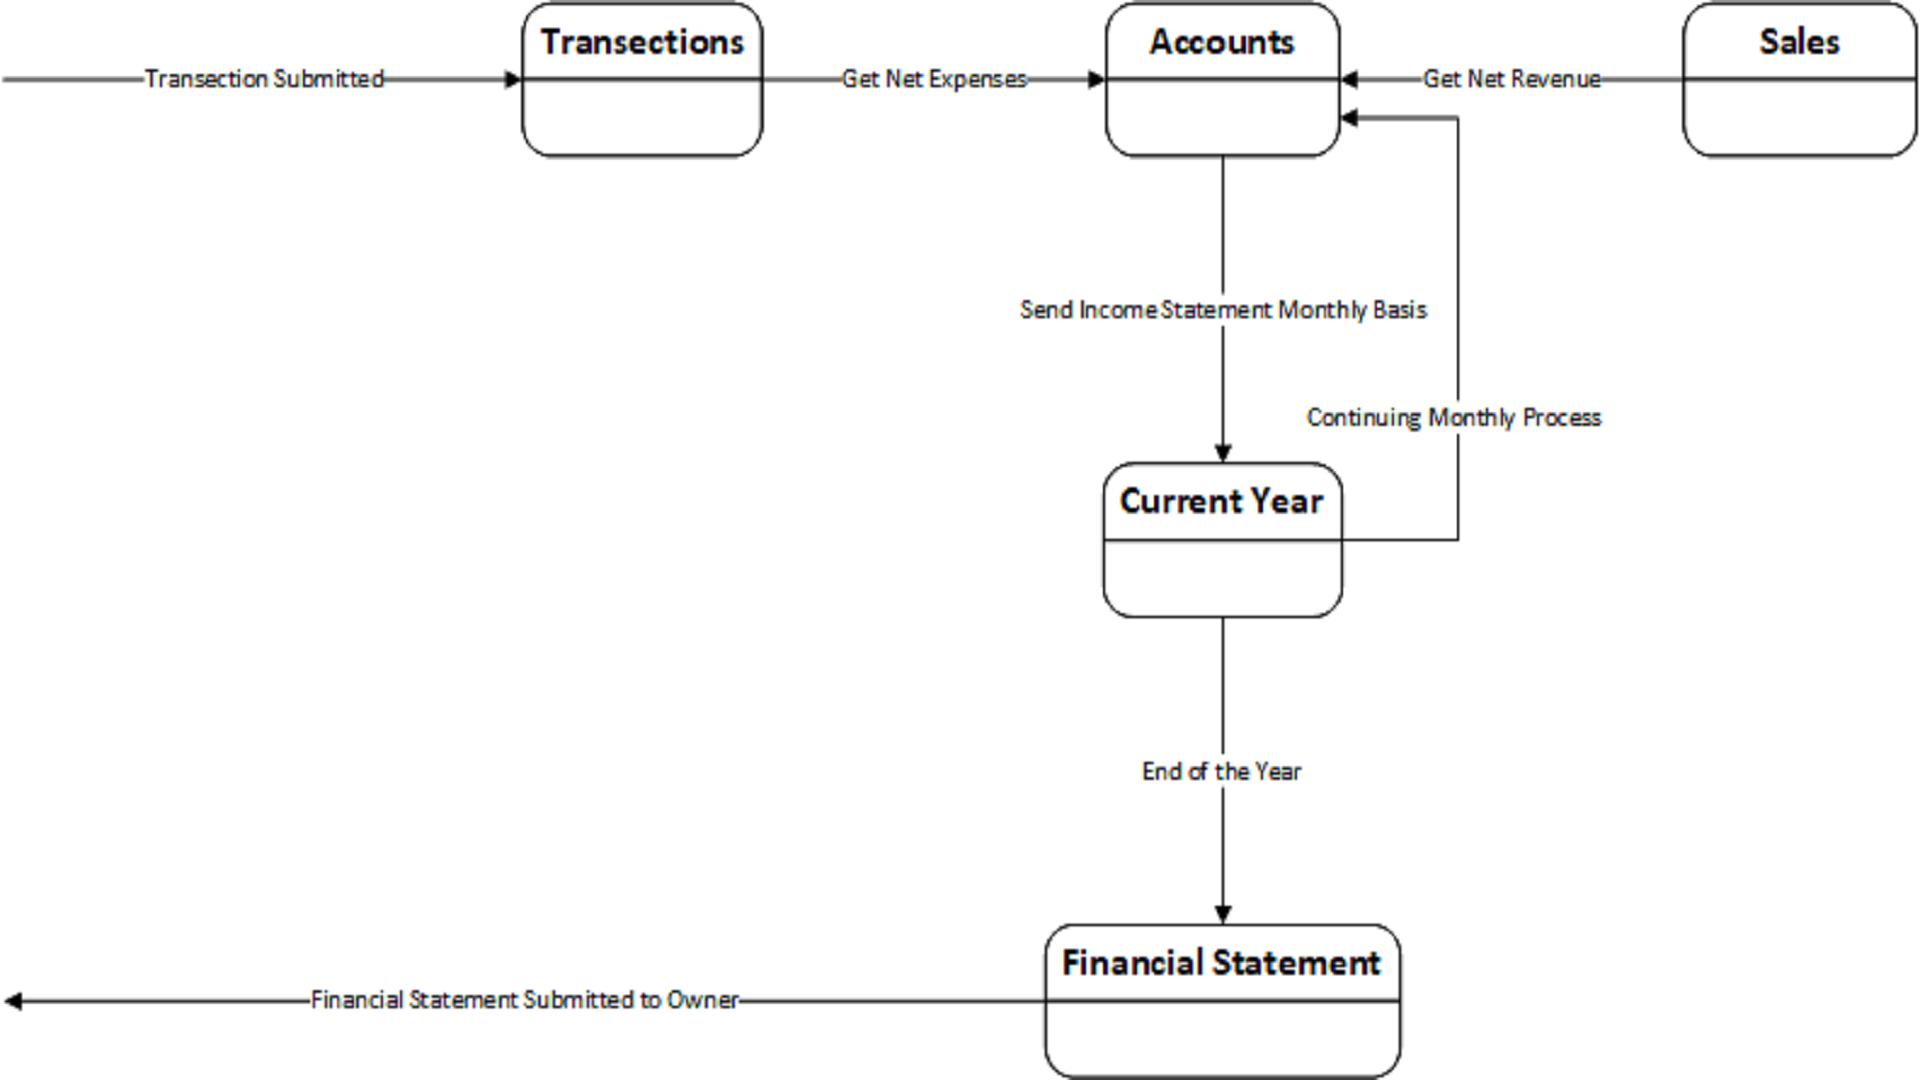 Transections
Accounts
Sales
Transection Submitted
Get Net Expenses
Get Net Revenue
Send Income Statement Monthly Basis
Continuing Monthly Process
Current Year
End of the Year
Financial Statement
Financial Statement Submitted to Owner